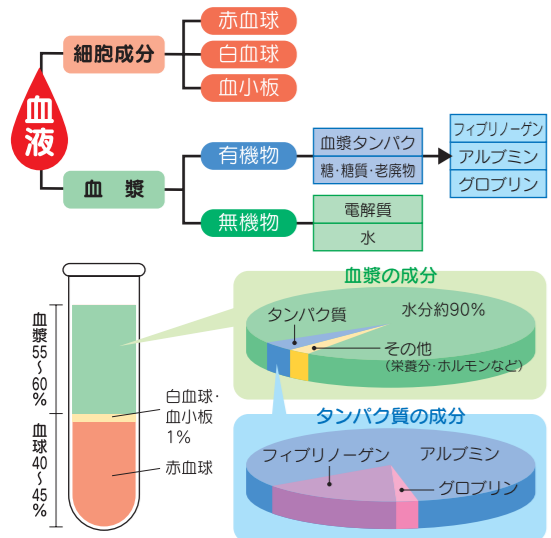 血液
細胞成分
赤血球
白血球
血小板
血漿
有機物
血漿タンパク
糖・糖質・老廃物
フィブリノーゲン
アルブミン
グロブリン
無機物
電解質
水
血漿55～60%
血球40～45%
白血球・
血小板
1%
赤血球
血漿の成分
タンパク質
水分約90%
その他
(栄養分・ホルモンなど)
タンパク質の成分
フィブリノーゲン
アルブミン
グロブリン